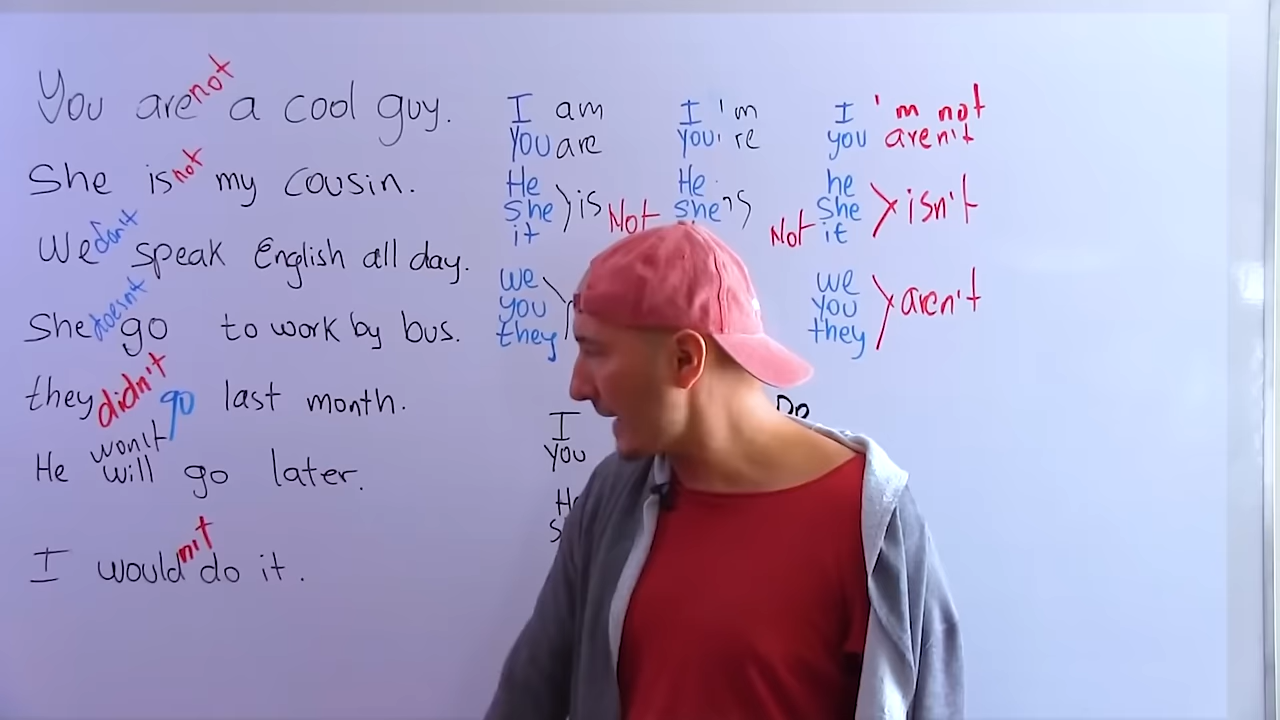 You are not a cool guy.
She is not my cousin.
We don't speak English all day.
She doesn't go to work by bus.
they didn't go last month.
He won't will go later.
I wouldn't do it.
I am
You are
He
She
it
is
Not
we
you
they
I 'm
you're
He
she
's
Not
I 'm not
you aren't
he
She
it
isn't
we
you
they
aren't
I
you
Do